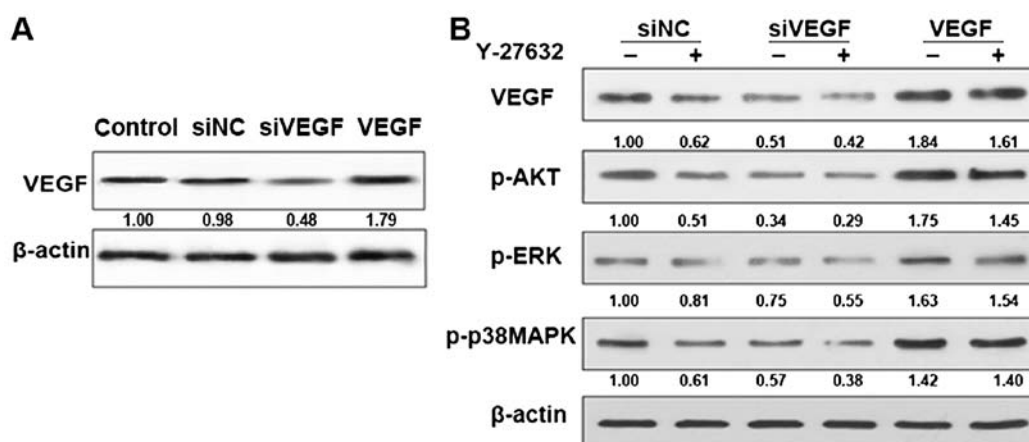 A
Control siNC siVEGF VEGF
VEGF
1.00 0.98 0.48 1.79
β-actin
B
siNC siVEGF VEGF
Y-27632 − + − + − +
VEGF
1.00 0.62 0.51 0.42 1.84 1.61
p-AKT
1.00 0.51 0.34 0.29 1.75 1.45
p-ERK
1.00 0.81 0.75 0.55 1.63 1.54
p-p38MAPK
1.00 0.61 0.57 0.38 1.42 1.40
β-actin